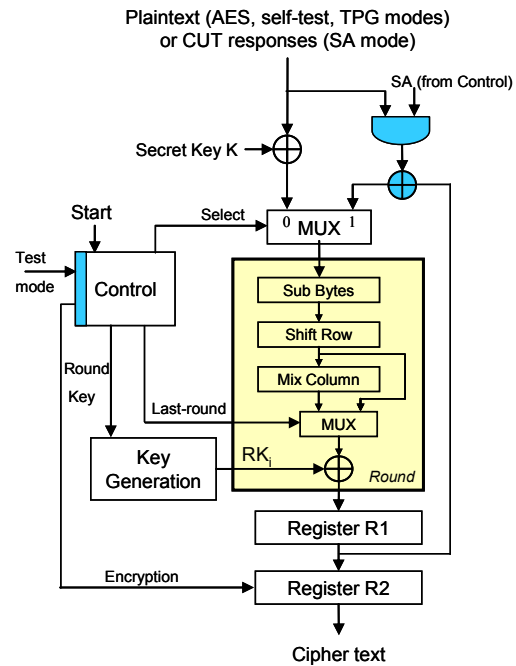 Plaintext (AES, self-test, TPG modes)
or CUT responses (SA mode)
SA (from Control)
Secret Key K
Start
Select
0 MUX 1
Test
mode
Control
Sub Bytes
Shift Row
Round
Key
Mix Column
Last-round
MUX
Key
Generation
RKi
Round
Register R1
Encryption
Register R2
Cipher text